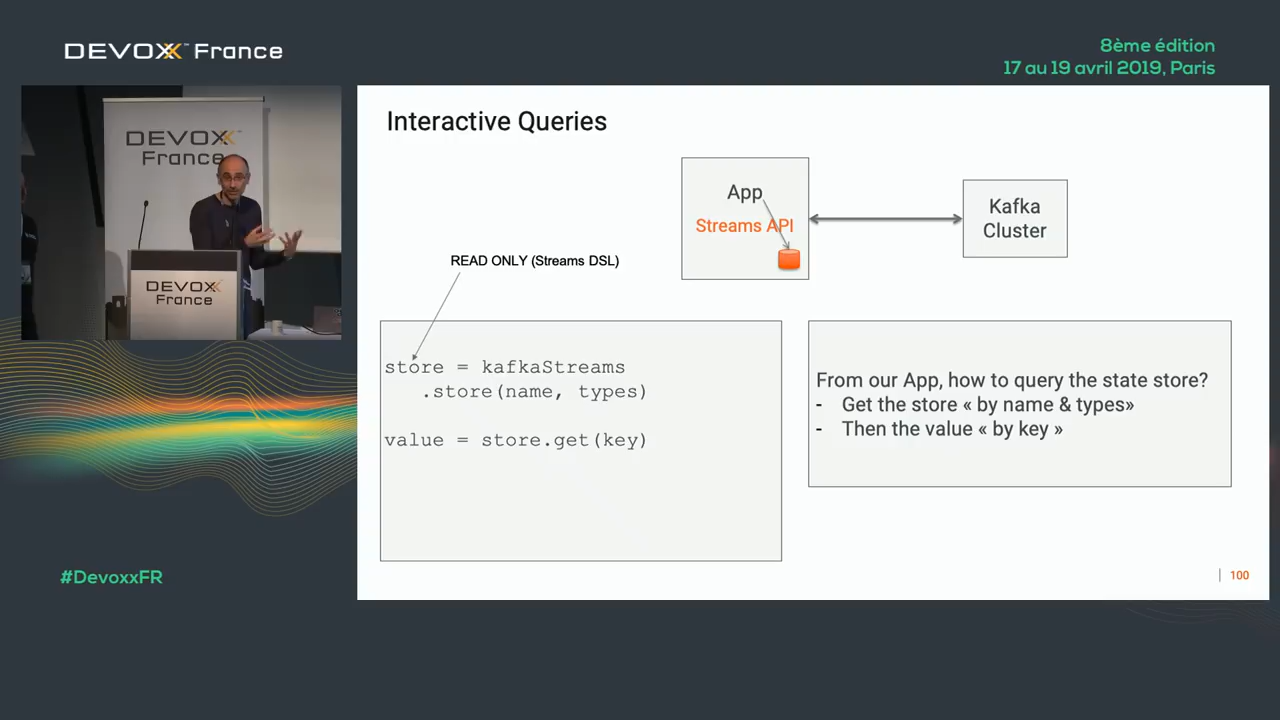 DEVOXX™ France
8ème édition
17 au 19 avril 2019, Paris
DEVOXX™
France
DEVOXX
France
#DevoxxFR
Interactive Queries
App
Streams API
Kafka
Cluster
READ ONLY (Streams DSL)
store = kafkaStreams
.store(name, types)
value = store.get(key)
From our App, how to query the state store?
- Get the store « by name & types»
- Then the value « by key »
100